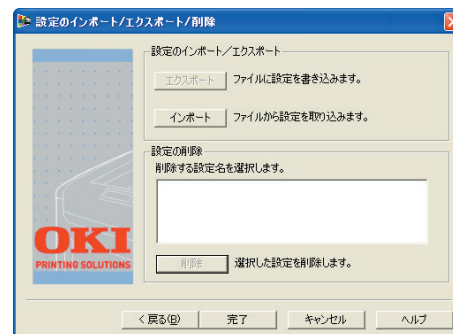 設定のインポート/エクスポート/削除
設定のインポート/エクスポート
エクスポート ファイルに設定を書き込みます。
インポート ファイルから設定を取り込みます。
設定の削除
削除する設定名を選択します。
OKI
PRINTING SOLUTIONS
削除 選択した設定を削除します。
< 戻る(B) 完了 キャンセル ヘルプ